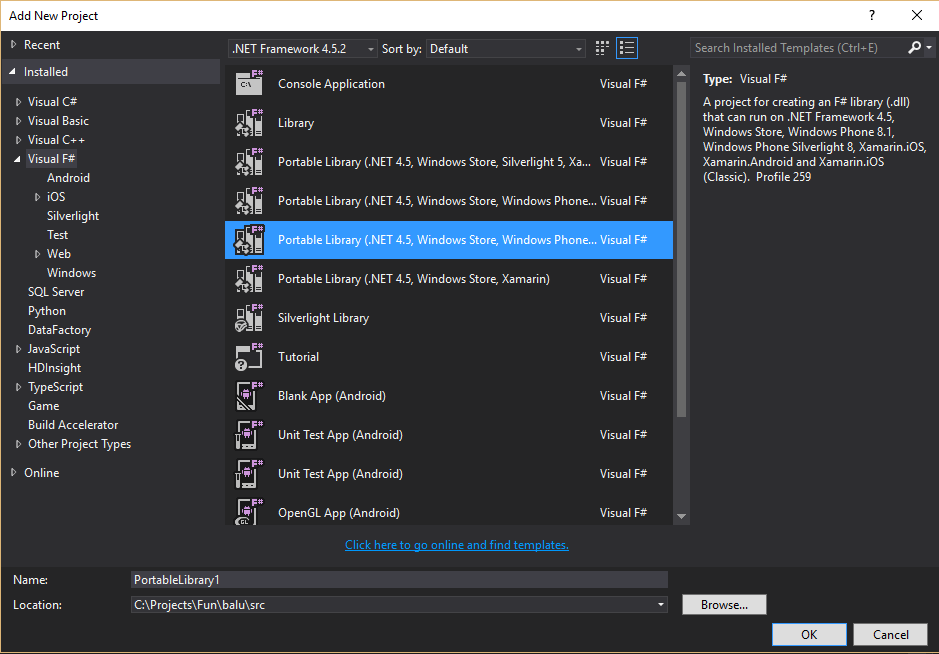 Add New Project
?
Recent
Installed
Visual C#
Visual Basic
Visual C++
Visual F#
Android
iOS
Silverlight
Test
Web
Windows
SQL Server
Python
DataFactory
JavaScript
HDInsight
TypeScript
Game
Build Accelerator
Other Project Types
Online
.NET Framework 4.5.2 Sort by: Default
Console Application Visual F#
Library Visual F#
Portable Library (.NET 4.5, Windows Store, Silverlight 5, Xa... Visual F#
Portable Library (.NET 4.5, Windows Store, Windows Phone... Visual F#
Portable Library (.NET 4.5, Windows Store, Windows Phone... Visual F#
Portable Library (.NET 4.5, Windows Store, Xamarin) Visual F#
Silverlight Library Visual F#
Tutorial Visual F#
Blank App (Android) Visual F#
Unit Test App (Android) Visual F#
Unit Test App (Android) Visual F#
OpenGL App (Android) Visual F#
Click here to go online and find templates.
Search Installed Templates (Ctrl+E)
Type: Visual F#
A project for creating an F# library (.dll)
that can run on .NET Framework 4.5,
Windows Store, Windows Phone 8.1,
Windows Phone Silverlight 8, Xamarin.iOS,
Xamarin.Android and Xamarin.iOS
(Classic). Profile 259
Name: PortableLibrary1
Location: C:\Projects\Fun\balu\src
Browse...
OK Cancel